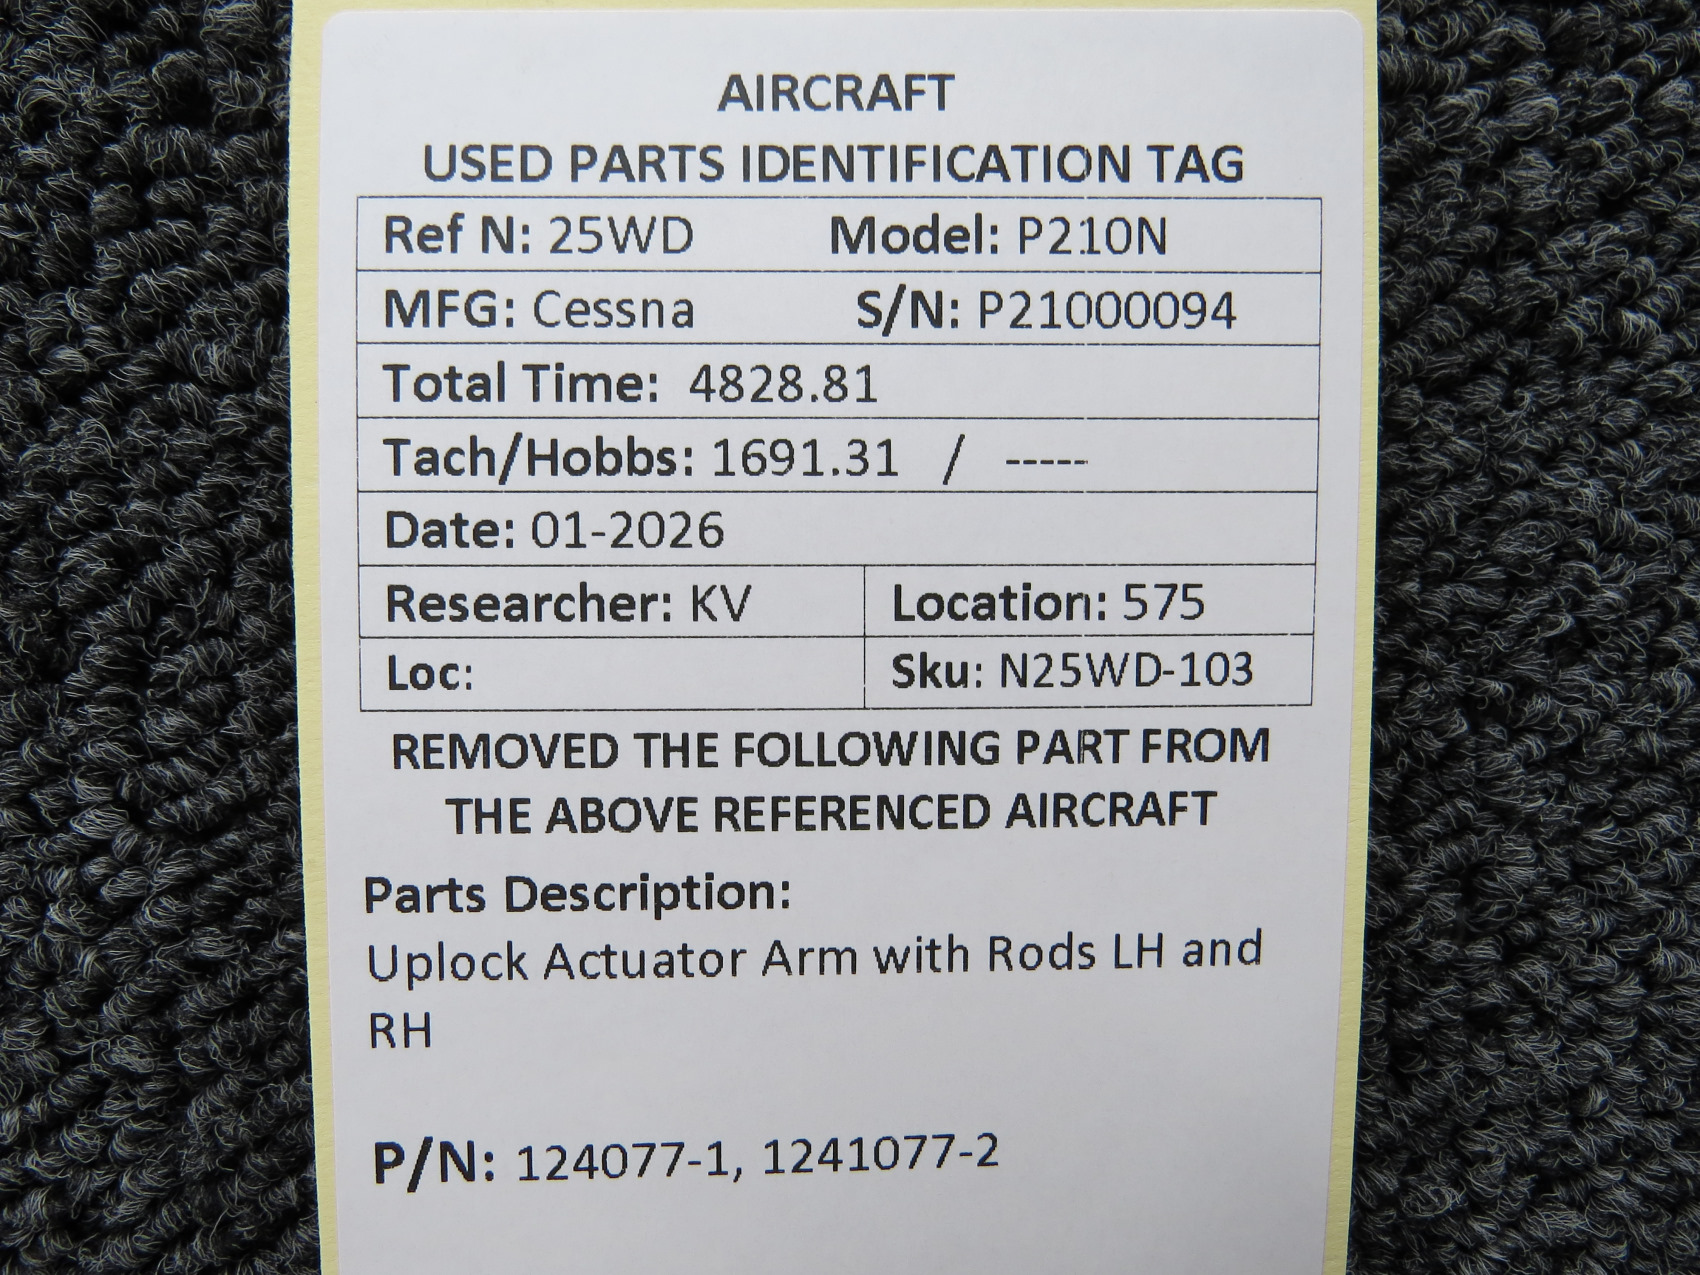 AIRCRAFT
USED PARTS IDENTIFICATION TAG
Ref N: 25WD Model: P210N
MFG: Cessna S/N: P21000094
Total Time: 4828.81
Tach/Hobbs: 1691.31 / -----
Date: 01-2026
Researcher: KV Location: 575
Loc: Sku: N25WD-103
REMOVED THE FOLLOWING PART FROM
THE ABOVE REFERENCED AIRCRAFT
Parts Description:
Uplock Actuator Arm with Rods LH and
RH
P/N: 124077-1, 1241077-2